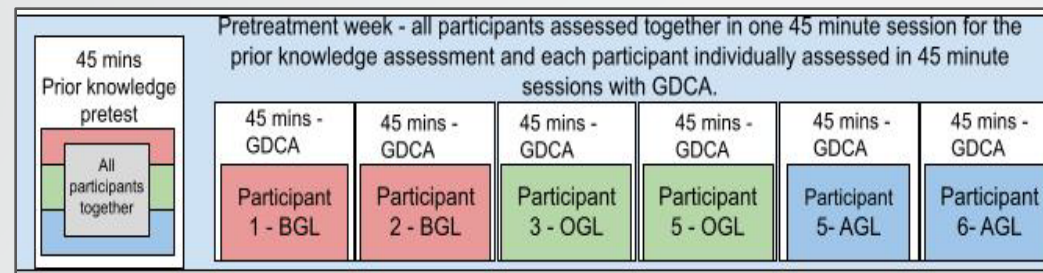 Pretreatment week - all participants assessed together in one 45 minute session for the
prior knowledge assessment and each participant individually assessed in 45 minute
sessions with GDCA.
45 mins
Prior knowledge
pretest
All
participants
together
45 mins -
GDCA
Participant
1 - BGL
45 mins -
GDCA
Participant
2 - BGL
45 mins -
GDCA
Participant
3 - OGL
45 mins -
GDCA
Participant
5 - OGL
45 mins -
GDCA
Participant
5- AGL
45 mins -
GDCA
Participant
6- AGL